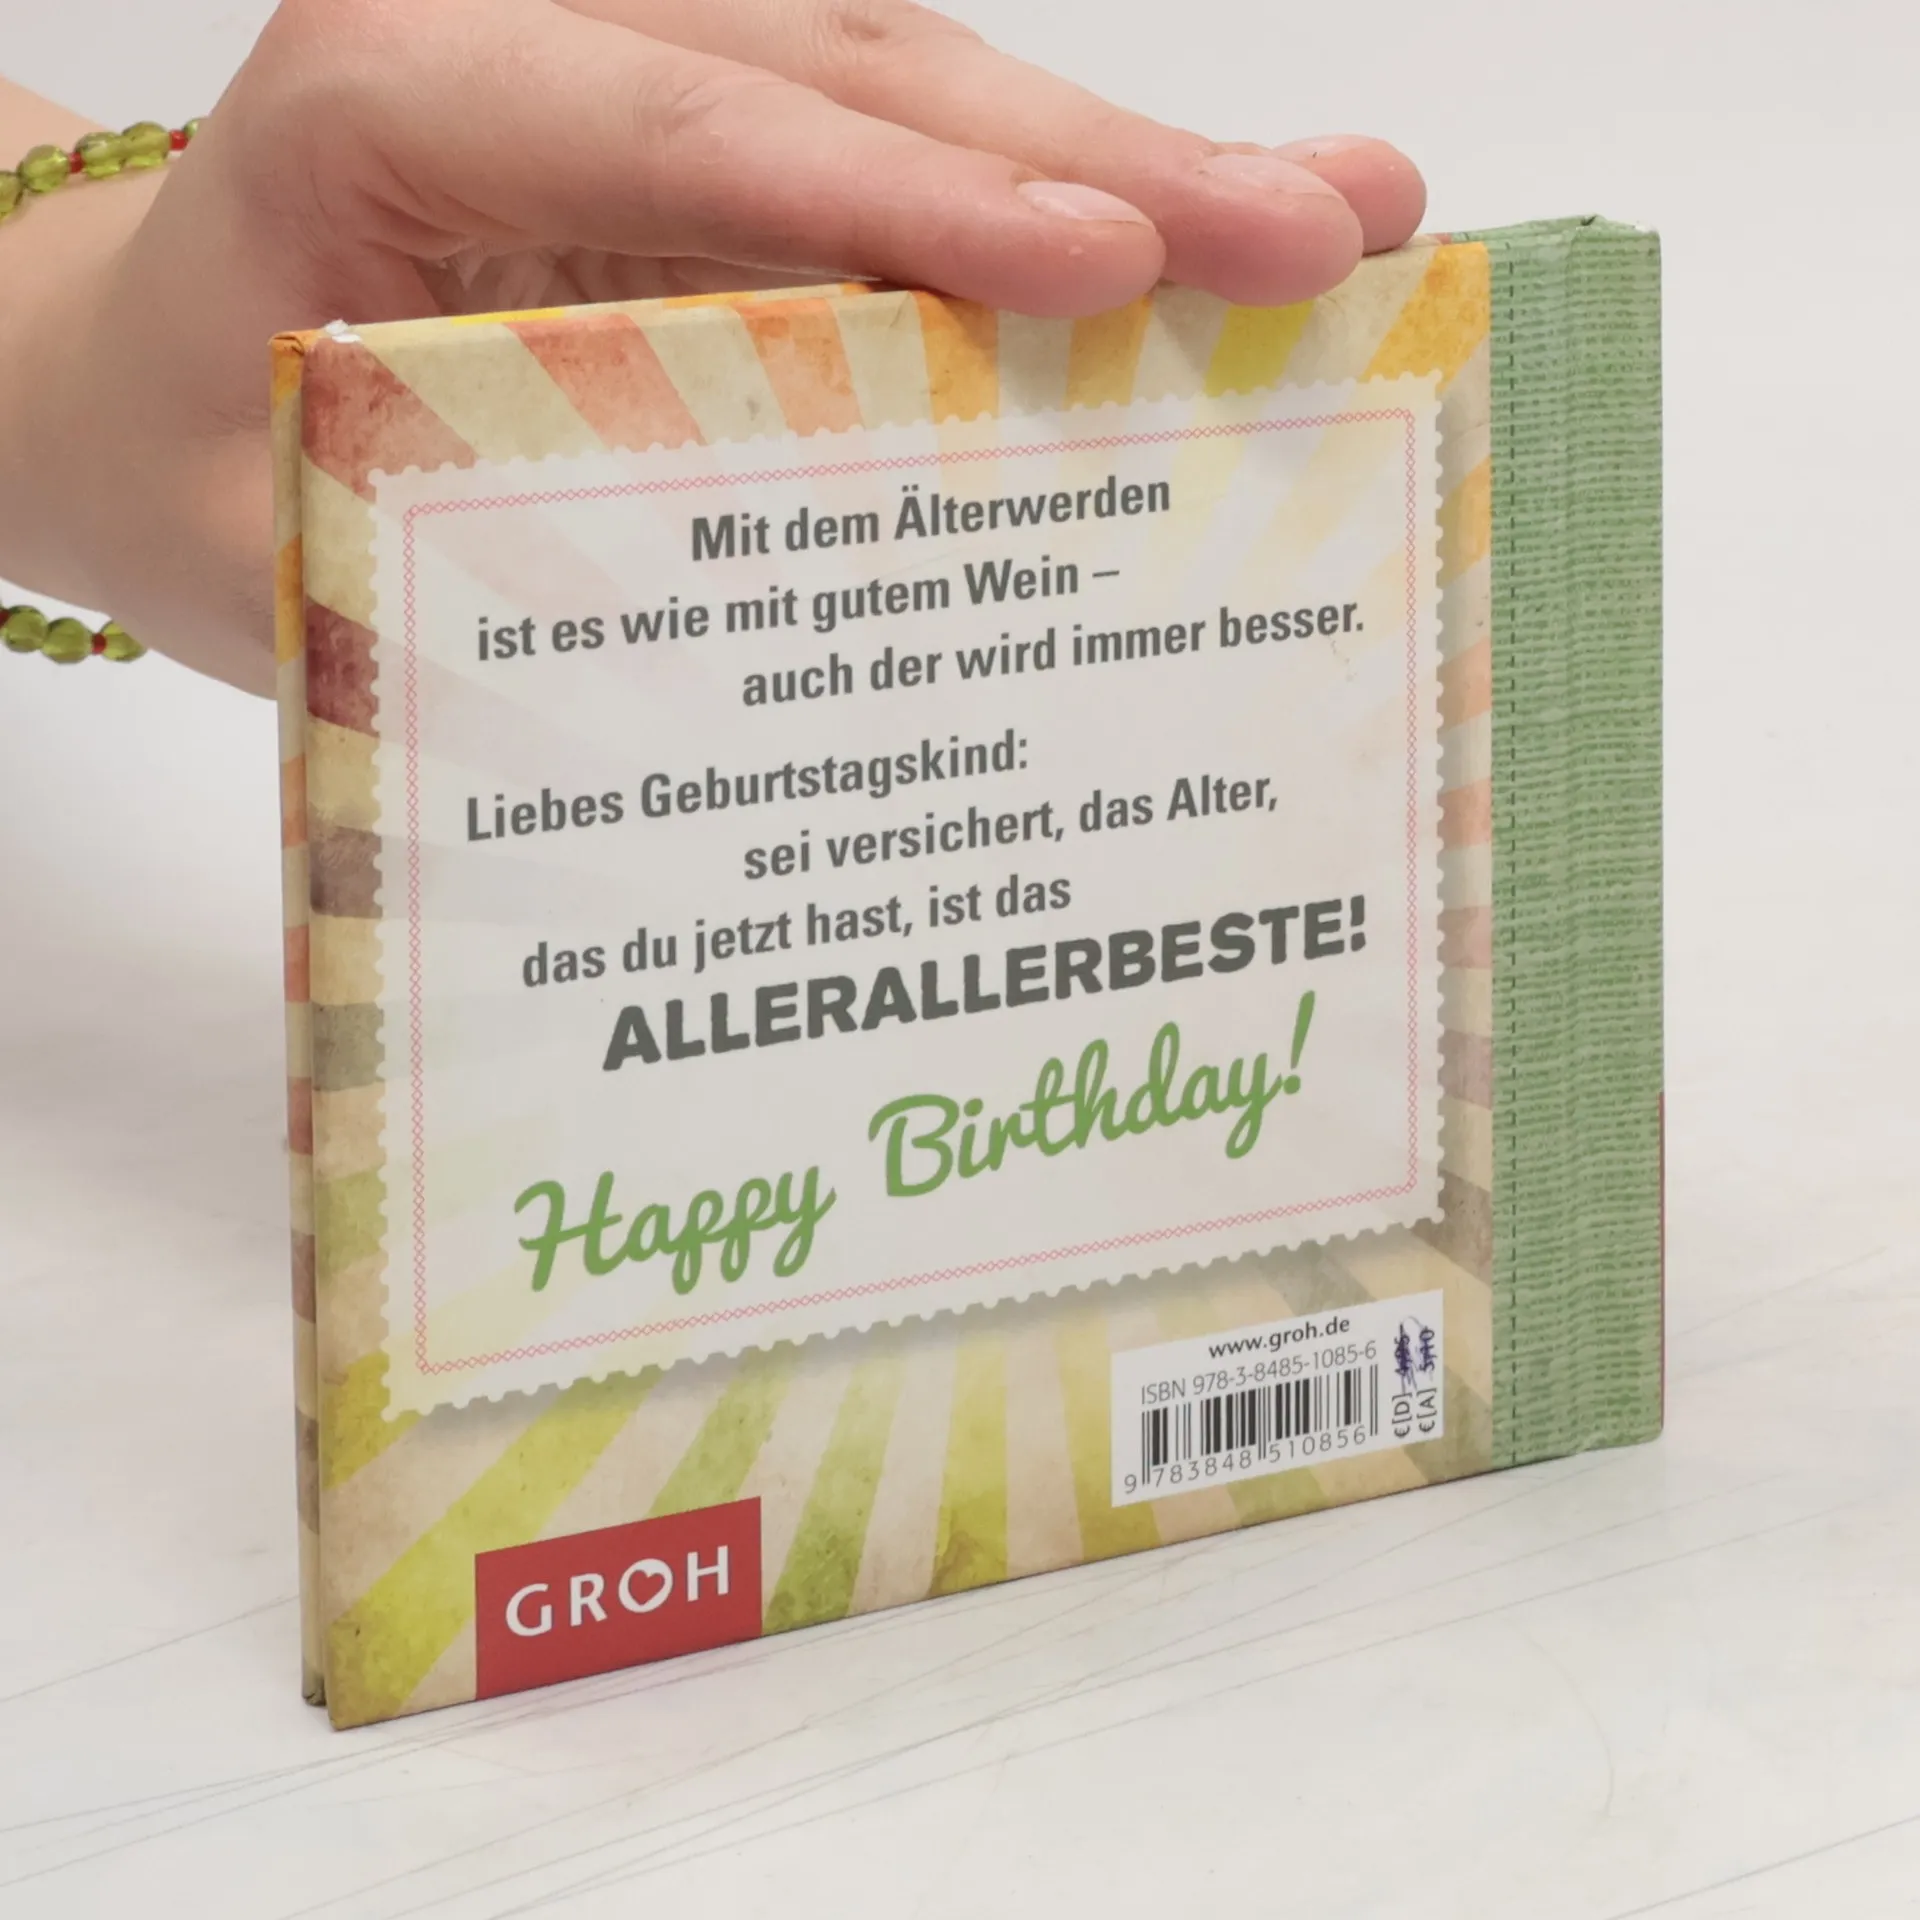 Mit dem Älterwerden
ist es wie mit gutem Wein –
auch der wird immer besser.
Liebes Geburtstagskind:
sei versichert, das Alter,
das du jetzt hast, ist das
ALLERALLERBESTE!
Happy Birthday!
www.groh.de
ISBN 978-3-8485-1085-6
9 783848 510856
€ [D]
€ [A]
GROH